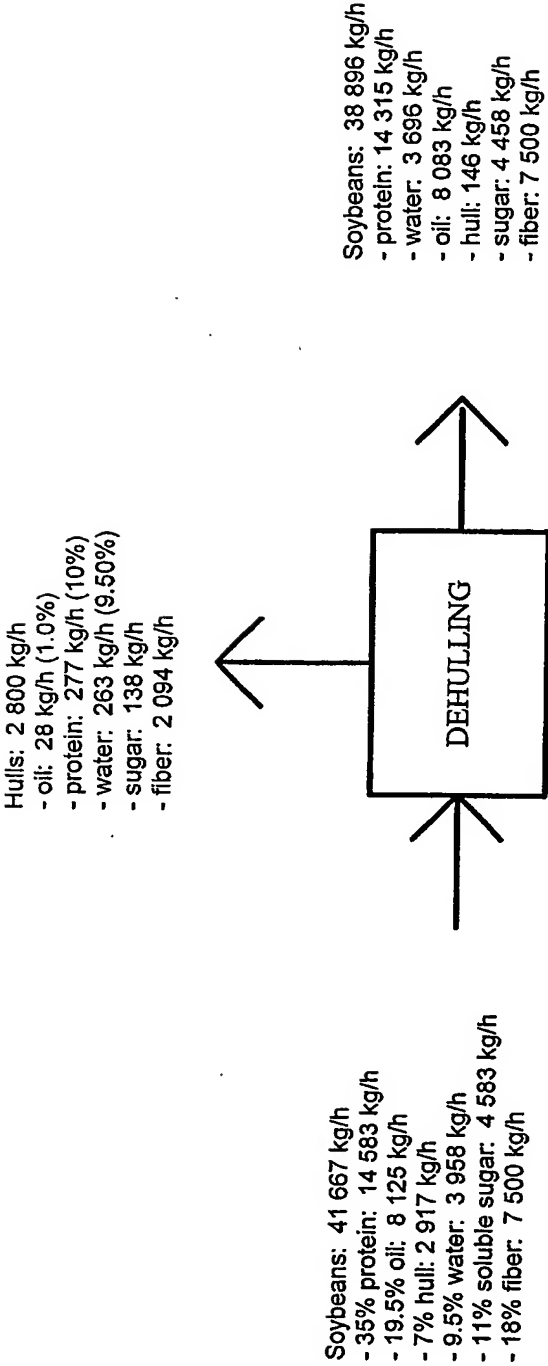 Soybeans: 41 667 kg/h
- 35% protein: 14 583 kg/h
- 19.5% oil: 8 125 kg/h
- 7% hull: 2 917 kg/h
- 9.5% water: 3 958 kg/h
- 11% soluble sugar: 4 583 kg/h
- 18% fiber: 7 500 kg/h
Hulls: 2 800 kg/h
- oil: 28 kg/h (1.0%)
- protein: 277 kg/h (10%)
- water: 263 kg/h (9.50%)
- sugar: 138 kg/h
- fiber: 2 094 kg/h
DEHULLING
Soybeans: 38 896 kg/h
- protein: 14 315 kg/h
- water: 3 696 kg/h
- oil: 8 083 kg/h
- hull: 146 kg/h
- sugar: 4 458 kg/h
- fiber: 7 500 kg/h